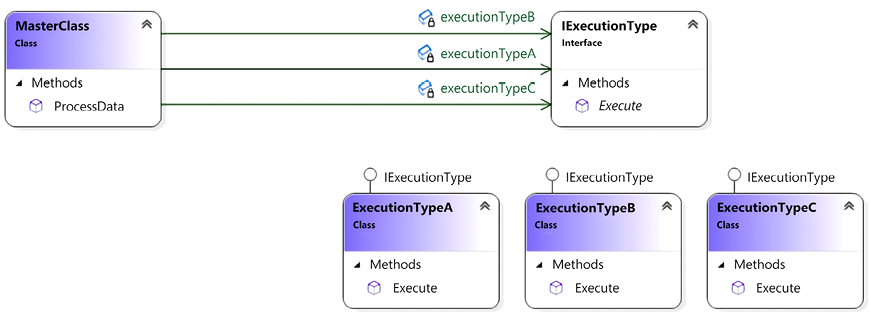 MasterClass
Class
Methods
ProcessData
executionTypeB
executionTypeA
executionTypeC
IExecutionType
Interface
Methods
Execute
IExecutionType
ExecutionTypeA
Class
Methods
Execute
IExecutionType
ExecutionTypeB
Class
Methods
Execute
IExecutionType
ExecutionTypeC
Class
Methods
Execute